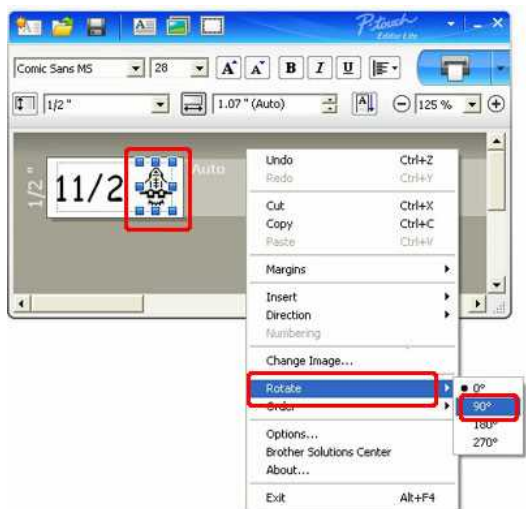 P-touch
Editor Lite
Comic Sans MS 28 A A B I U
1/2 " 1.07 " (Auto) A 125 %
1/2 "
11/2
Auto
Undo Ctrl+Z
Redo Ctrl+Y
Cut Ctrl+X
Copy Ctrl+C
Paste Ctrl+V
Margins
Insert
Direction
Numbering
Change Image...
Rotate
Order
0°
90°
180°
270°
Options...
Brother Solutions Center
About...
Exit Alt+F4